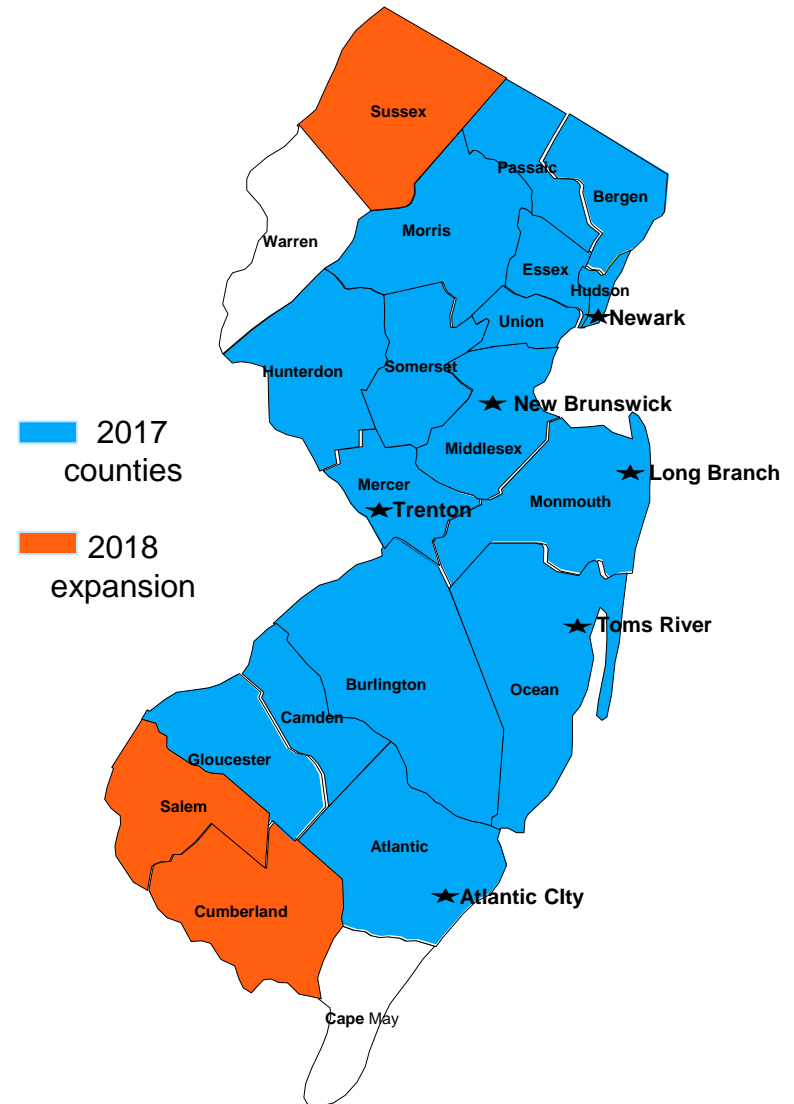 Sussex
Passaic
Bergen
Morris
Warren
Essex
Hudson
Newark
Union
Somerset
Hunterdon
New Brunswick
2017
counties
Middlesex
Long Branch
Mercer
Monmouth
Trenton
2018
expansion
Toms River
Burlington
Ocean
Camden
Gloucester
Salem
Atlantic
Atlantic CIty
Cumberland
Cape May